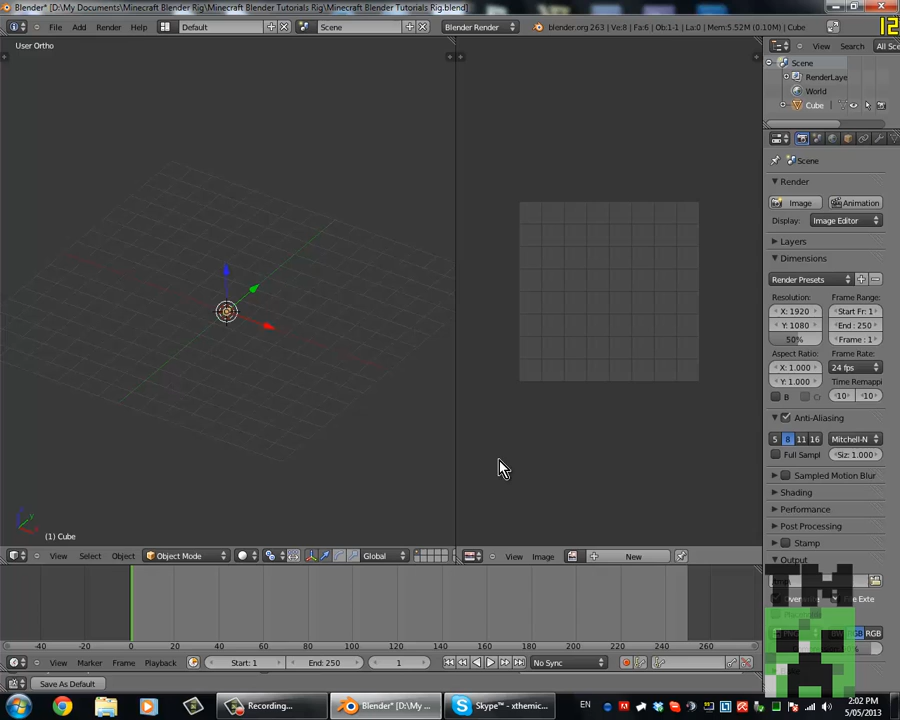 Blender* [D:\My Documents\Minecraft Blender Rig\Minecraft Blender Tutorials Rig\Minecraft Blender Tutorials Rig.blend]
File Add Render Help Default Scene Blender Render blender.org 263 | Ve:8 | Fa:6 | Ob:1-1 | La:0 | Mem:5.52M (0.10M) | Cube
12
User Ortho
View Search All Sce
Scene
RenderLaye
World
Cube
Scene
Render
Image Animation
Display: Image Editor
Layers
Dimensions
Render Presets
Resolution: Frame Range:
X: 1920 Start Fr: 1
Y: 1080 End : 250
50% Frame : 1
Aspect Ratio: Frame Rate:
X: 1.000 24 fps
Y: 1.000 Time Remappi
B 10 10
Anti-Aliasing
5 8 11 16 Mitchell-N
Full Sampl Siz: 1.000
Sampled Motion Blur
Shading
Performance
Post Processing
Stamp
Output
RGB
(1) Cube
View Select Object Object Mode Global
View Image New
-40 -20 0 20 40 60 80 100 120 140 160 180 200 220 240 260
View Marker Frame Playback Start: 1 End: 250 1 No Sync
Save As Default
Recording... Blender* [D:\My ... Skype™ - xthemic... EN 2:02 PM
5/05/2013